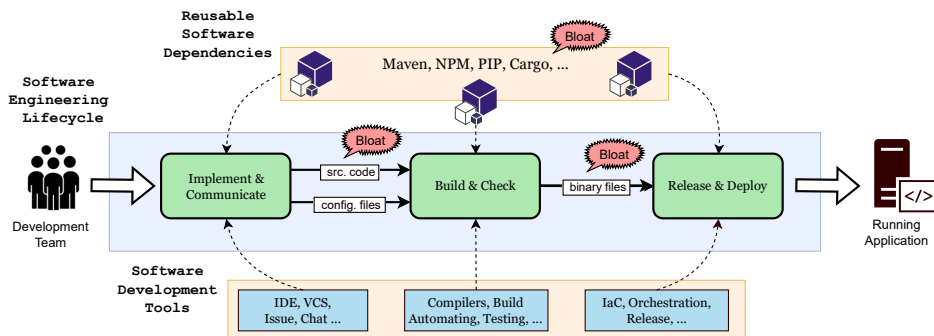 Reusable
Software
Dependencies
Bloat
Maven, NPM, PIP, Cargo, ...
Software
Engineering
Lifecycle
Bloat
Bloat
Implement &
Communicate
src. code
config. files
Build & Check
binary files
Release & Deploy
</>
Development
Team
Running
Application
Software
Development
Tools
IDE, VCS,
Issue, Chat ...
Compilers, Build
Automating, Testing, ...
IaC, Orchestration,
Release, ...